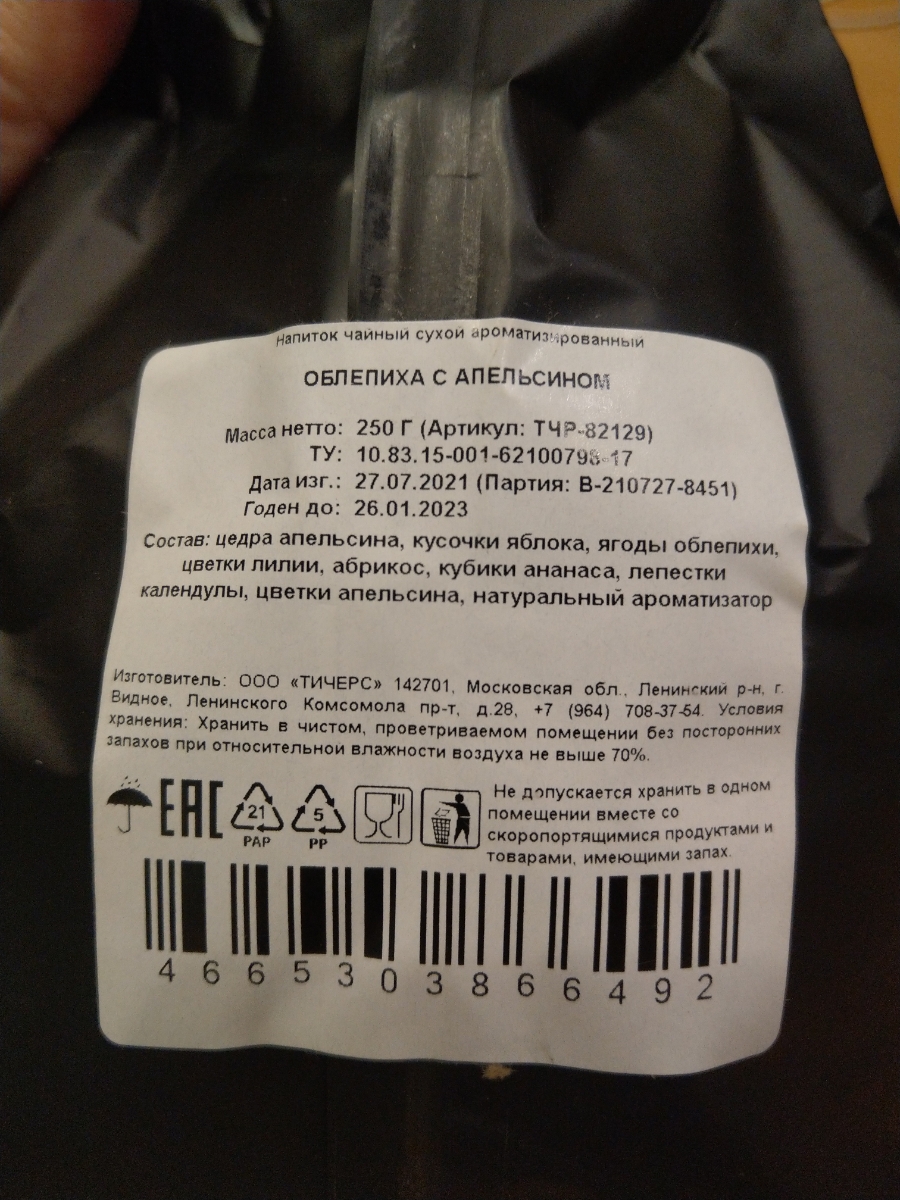 Напиток чайный сухой ароматизированный
ОБЛЕПИХА С АПЕЛЬСИНОМ
Масса нетто: 250 Г (Артикул: ТЧР-82129)
ТУ: 10.83.15-001-62100798-17
Дата изг.: 27.07.2021 (Партия: В-210727-8451)
Годен до: 26.01.2023
Состав: цедра апельсина, кусочки яблока, ягоды облепихи,
цветки лилии, абрикос, кубики ананаса, лепестки
календулы, цветки апельсина, натуральный ароматизатор
Изготовитель: ООО «ТИЧЕРС» 142701, Московская обл., Ленинский р-н, г.
Видное, Ленинского Комсомола пр-т, д.28, +7 (964) 708-37-54. Условия
хранения: Хранить в чистом, проветриваемом помещении без посторонних
запахов при относительной влажности воздуха не выше 70%.
EAC 21 5
PAP PP
Не допускается хранить в одном
помещении вместе со
скоропортящимися продуктами и
товарами, имеющими запах.
4665303866492